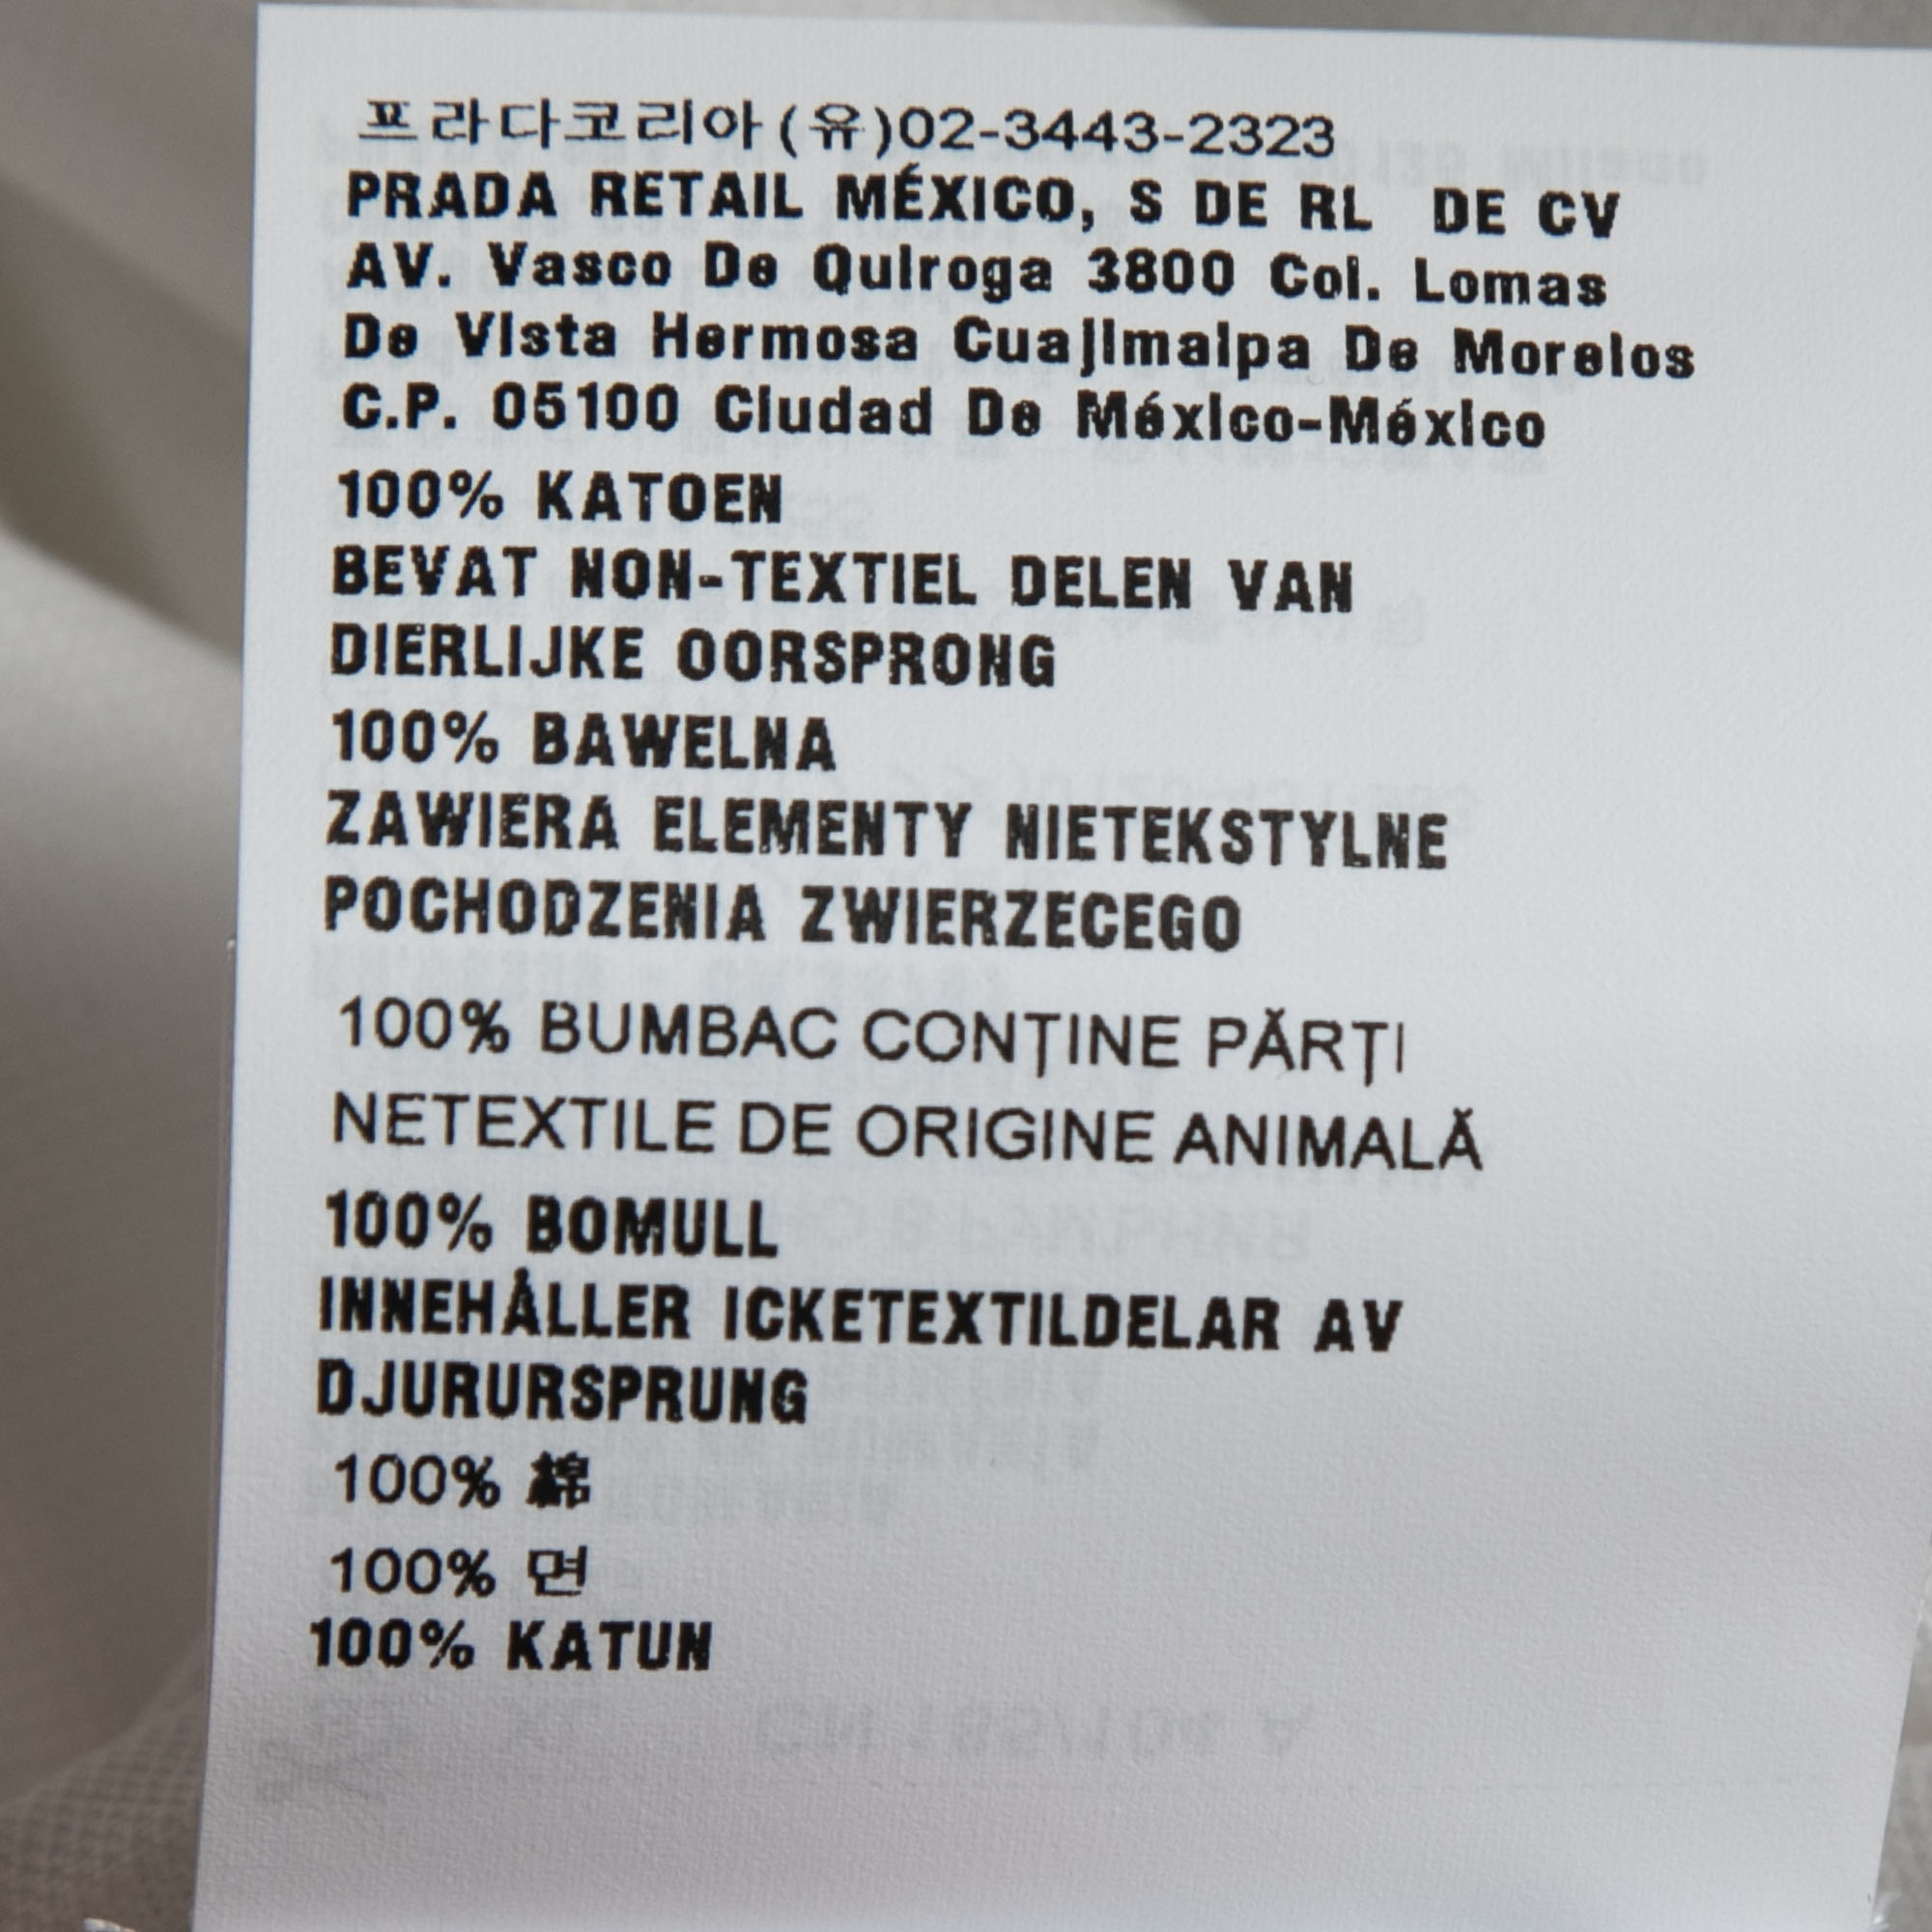 프라다코리아(유)02-3443-2323
PRADA RETAIL MÉXICO, S DE RL DE CV
AV. Vasco De Quiroga 3800 Col. Lomas
De Vista Hermosa Cuajimalpa De Morelos
C.P. 05100 Ciudad De México-México
100% KATOEN
BEVAT NON-TEXTIEL DELEN VAN
DIERLIJKE OORSPRONG
100% BAWELNA
ZAWIERA ELEMENTY NIETEKSTYLNE
POCHODZENIA ZWIERZECEGO
100% BUMBAC CONȚINE PĂRȚI
NETEXTILE DE ORIGINE ANIMALĂ
100% BOMULL
INNEHÅLLER ICKETEXTILDELAR AV
DJURURSPRUNG
100% 綿
100% 면
100% KATUN